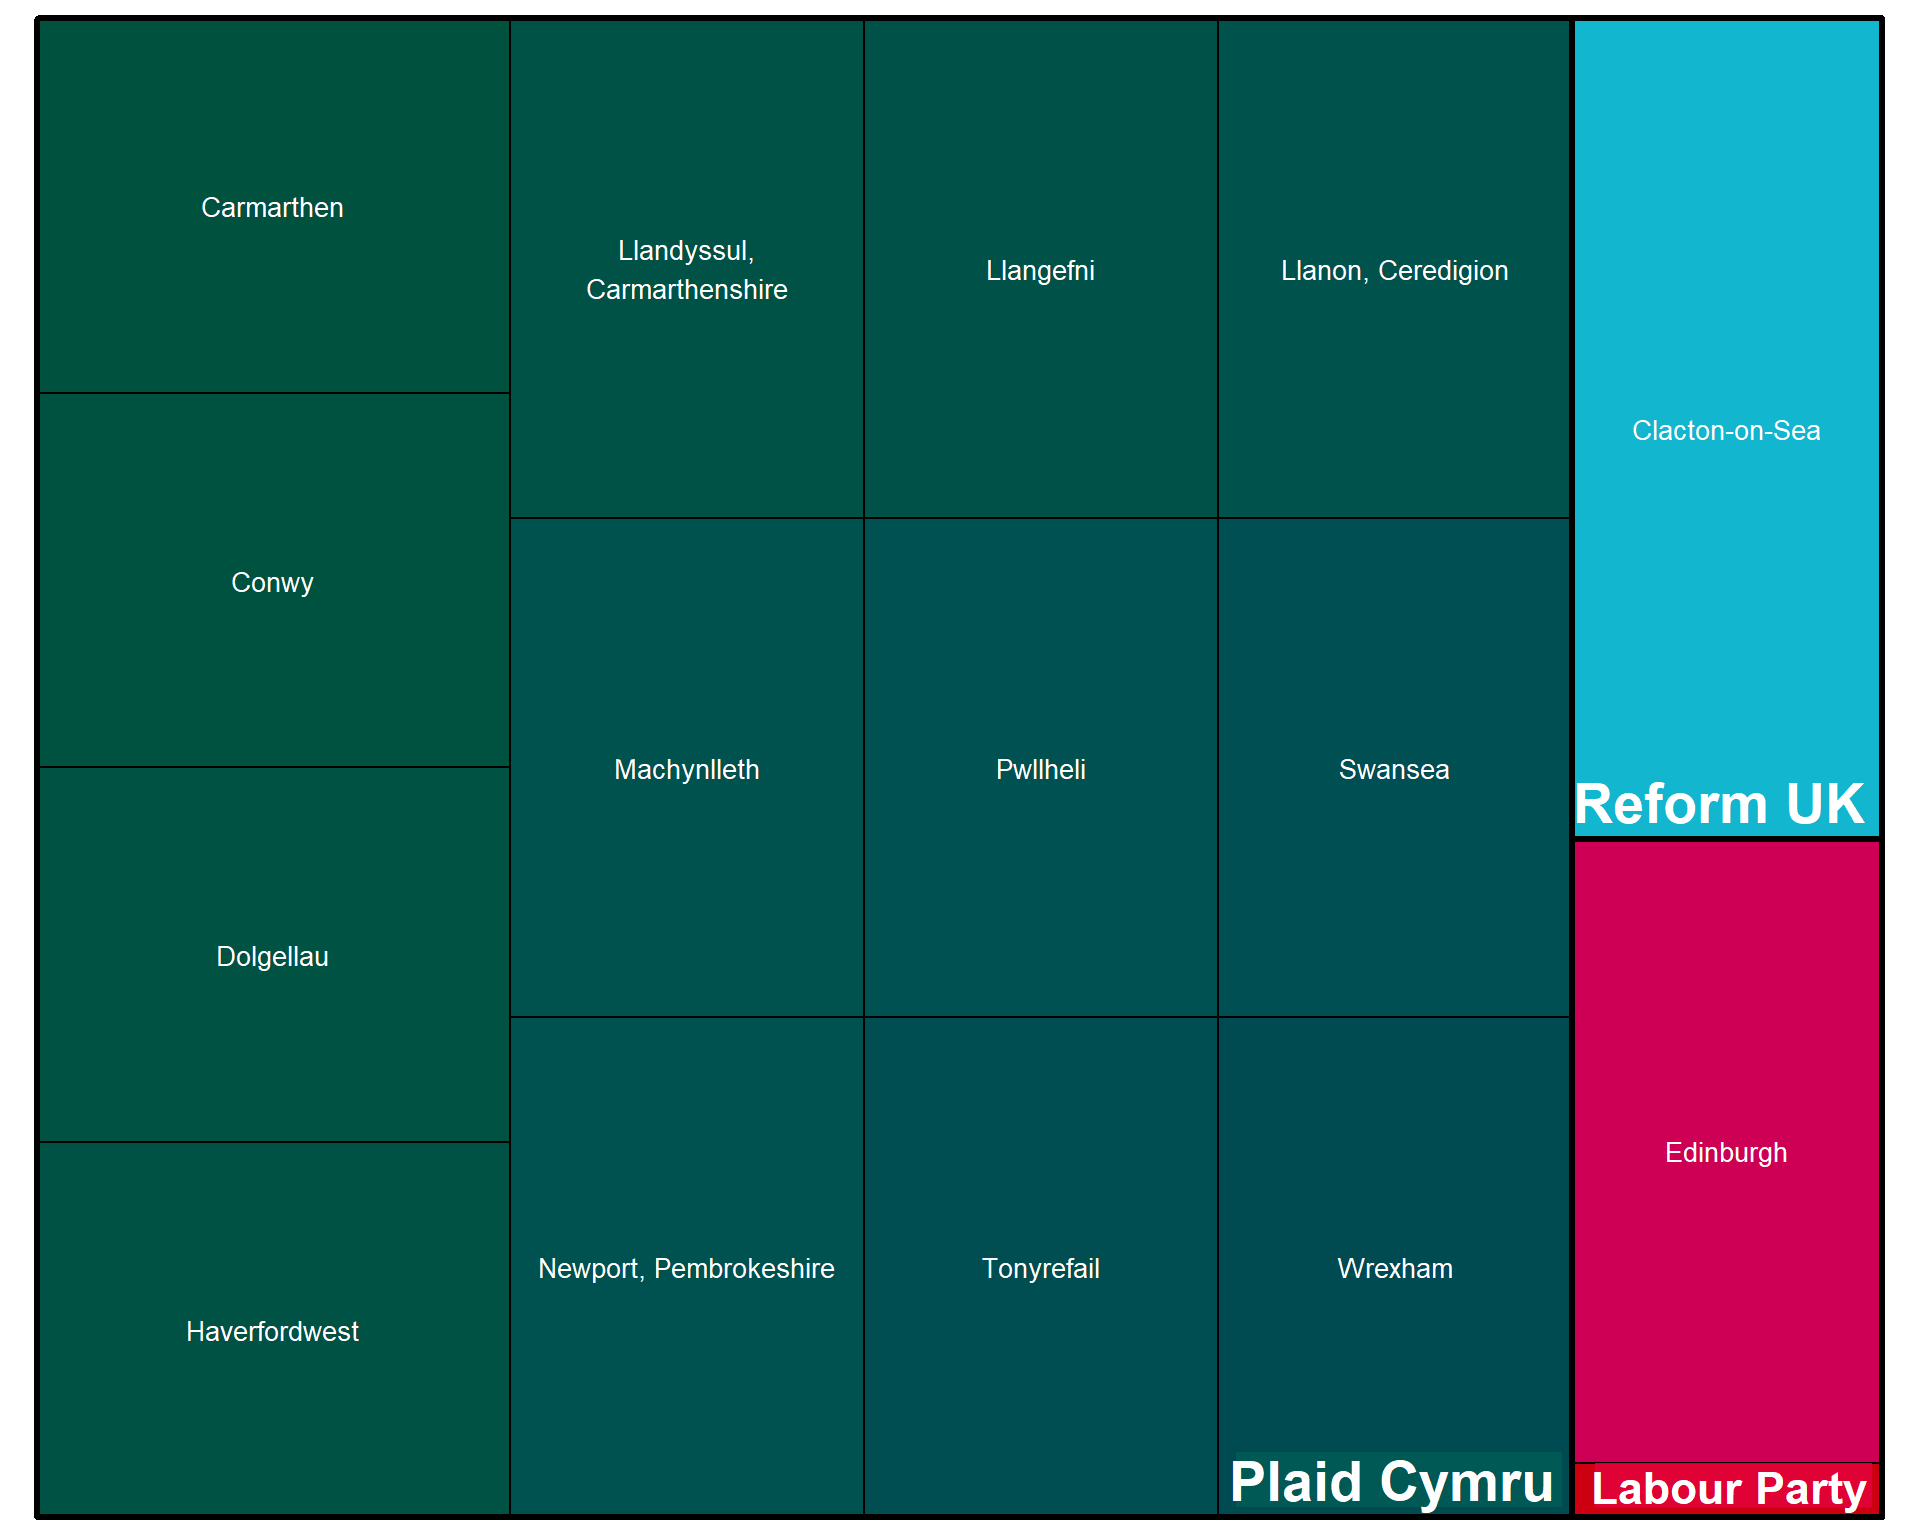 Carmarthen
Llandyssul,
Carmarthenshire
Llangefni
Llanon, Ceredigion
Clacton-on-Sea
Conwy
Machynlleth
Pwllheli
Swansea
Reform UK
Dolgellau
Edinburgh
Haverfordwest
Newport, Pembrokeshire
Tonyrefail
Wrexham
Plaid Cymru
Labour Party